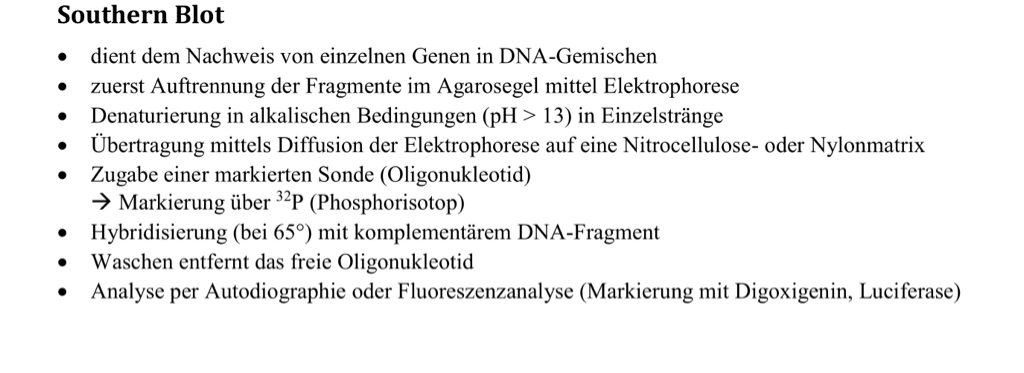 Southern Blot
• dient dem Nachweis von einzelnen Genen in DNA-Gemischen
• zuerst Auftrennung der Fragmente im Agarosegel mittel Elektrophorese
• Denaturierung in alkalischen Bedingungen (pH > 13) in Einzelstränge
• Übertragung mittels Diffusion der Elektrophorese auf eine Nitrocellulose- oder Nylonmatrix
• Zugabe einer markierten Sonde (Oligonukleotid)
→ Markierung über ³²P (Phosphorisotop)
• Hybridisierung (bei 65°) mit komplementärem DNA-Fragment
• Waschen entfernt das freie Oligonukleotid
• Analyse per Autodiographie oder Fluoreszenzanalyse (Markierung mit Digoxigenin, Luciferase)